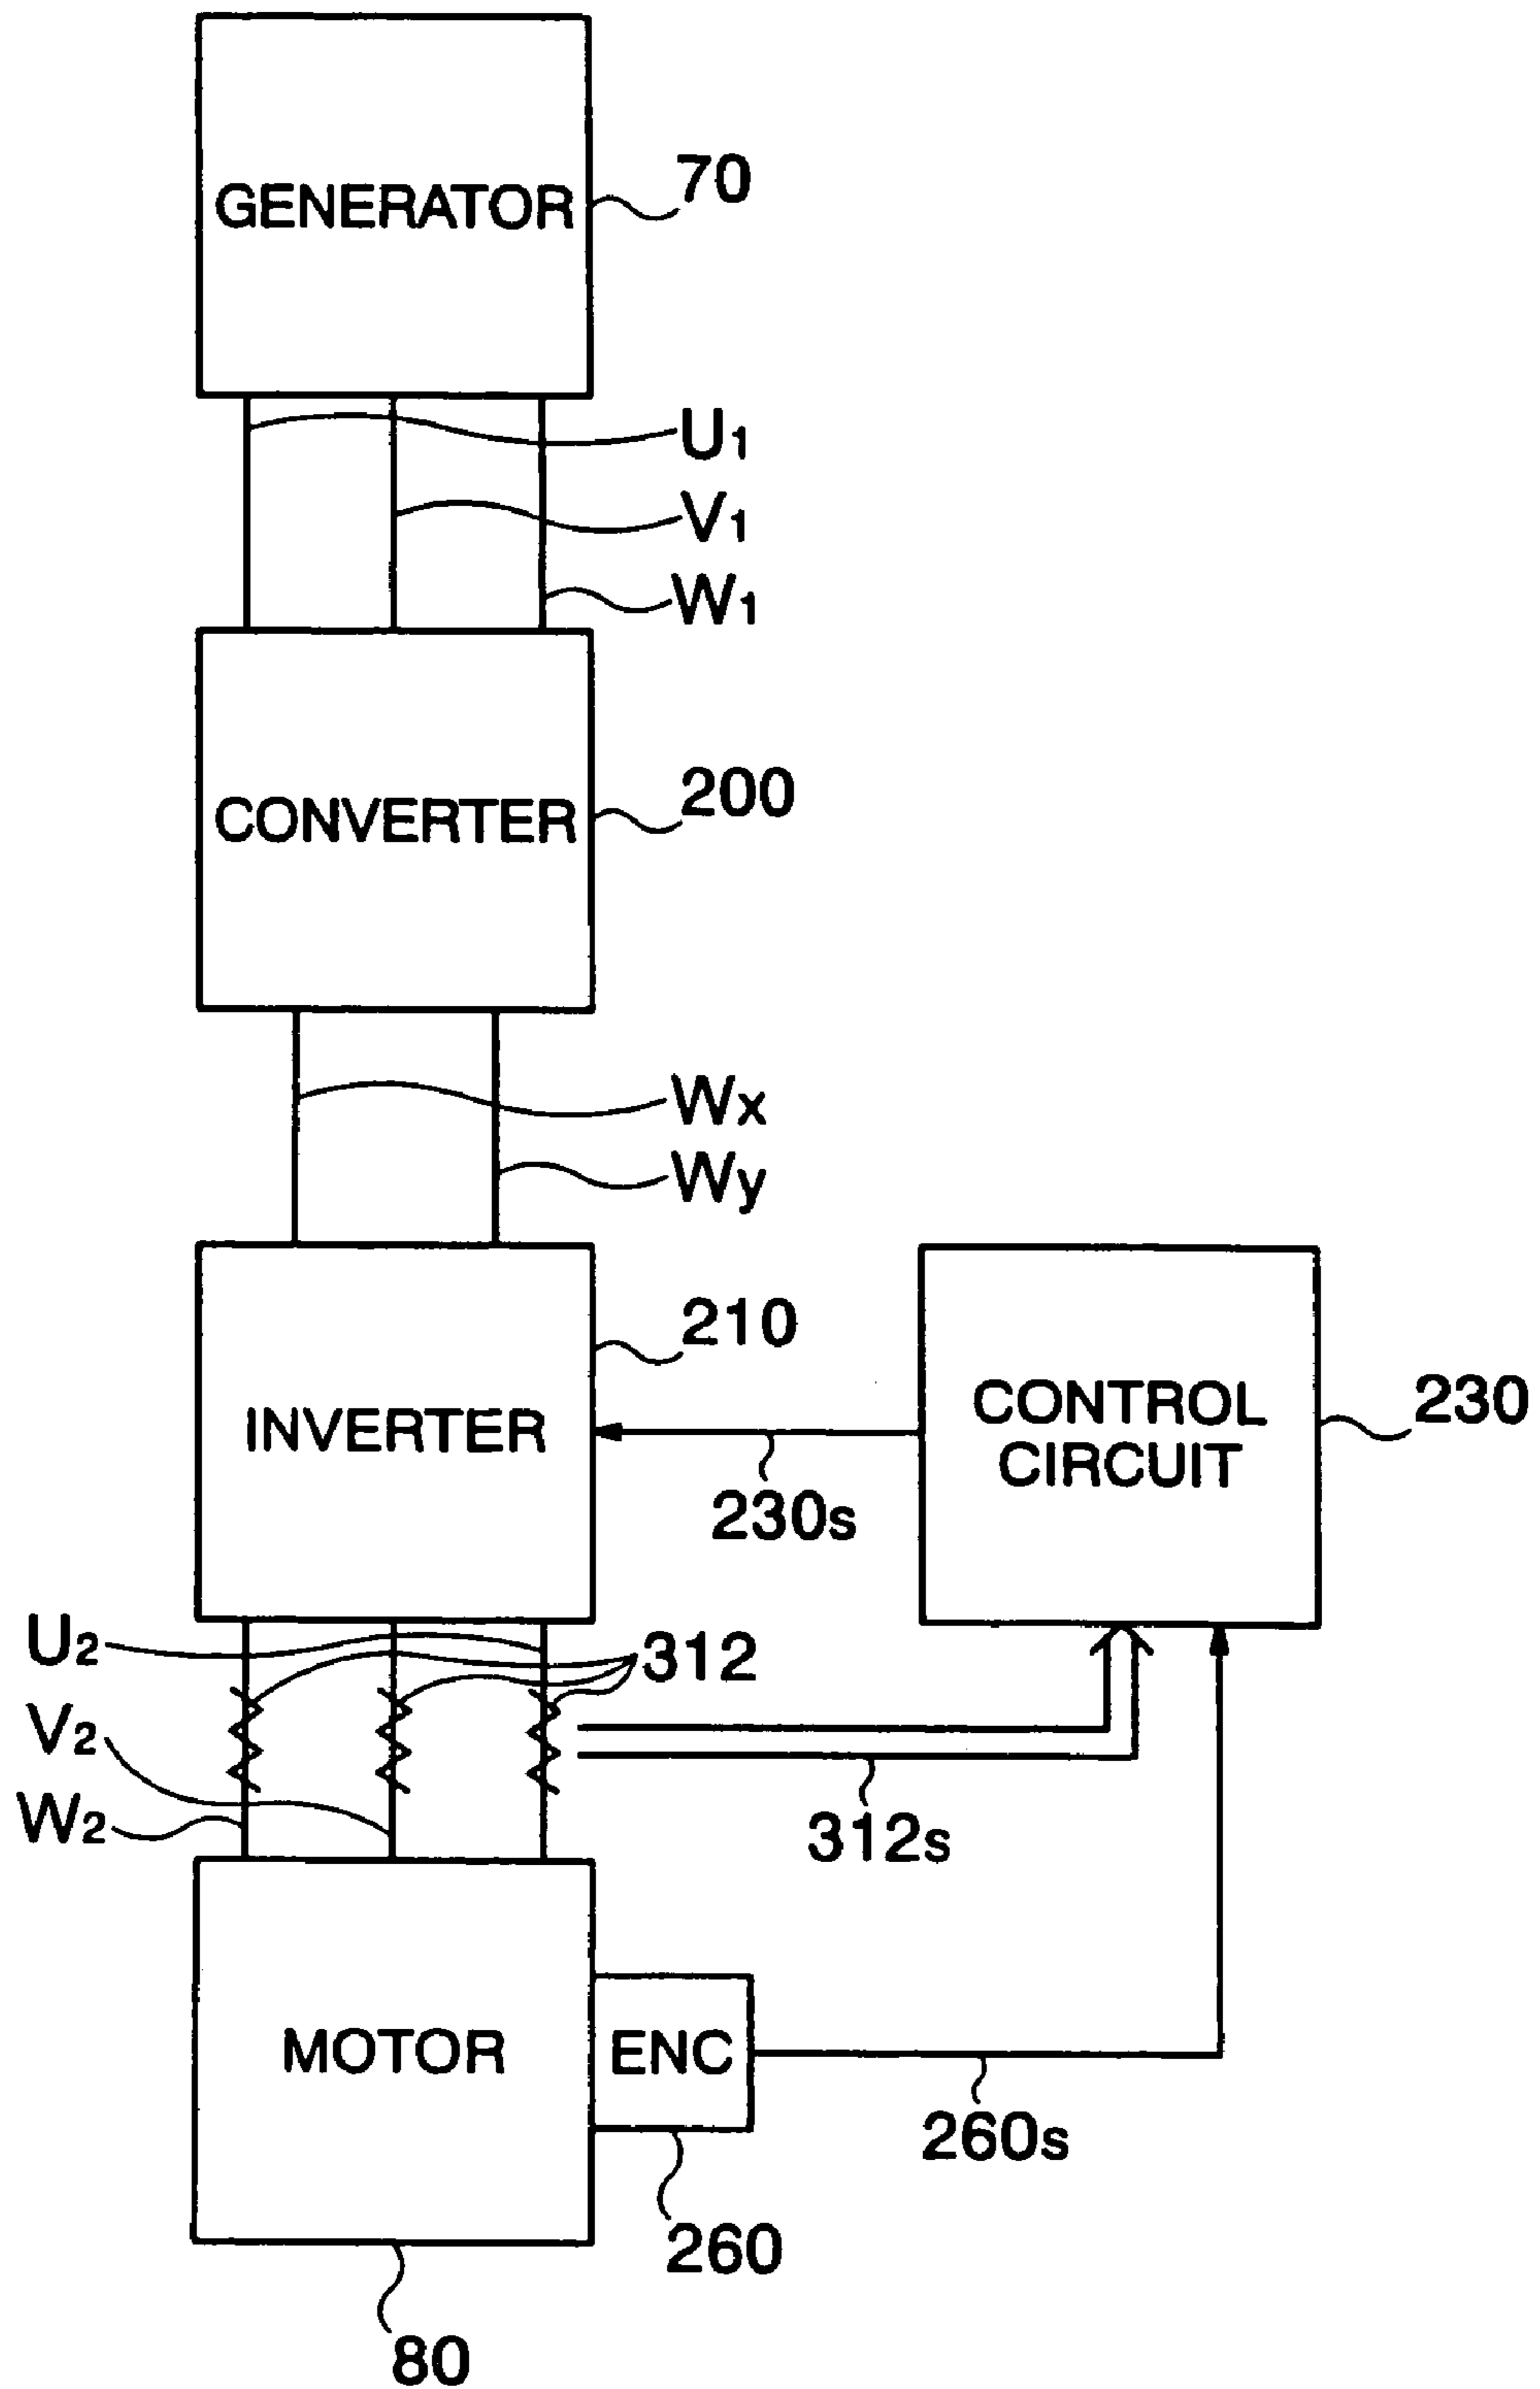 GENERATOR
70
U1
V1
W1
CONVERTER
200
Wx
Wy
INVERTER
210
CONTROL
CIRCUIT
230
230s
U2
V2
W2
312
312s
MOTOR
ENC
260s
260
80